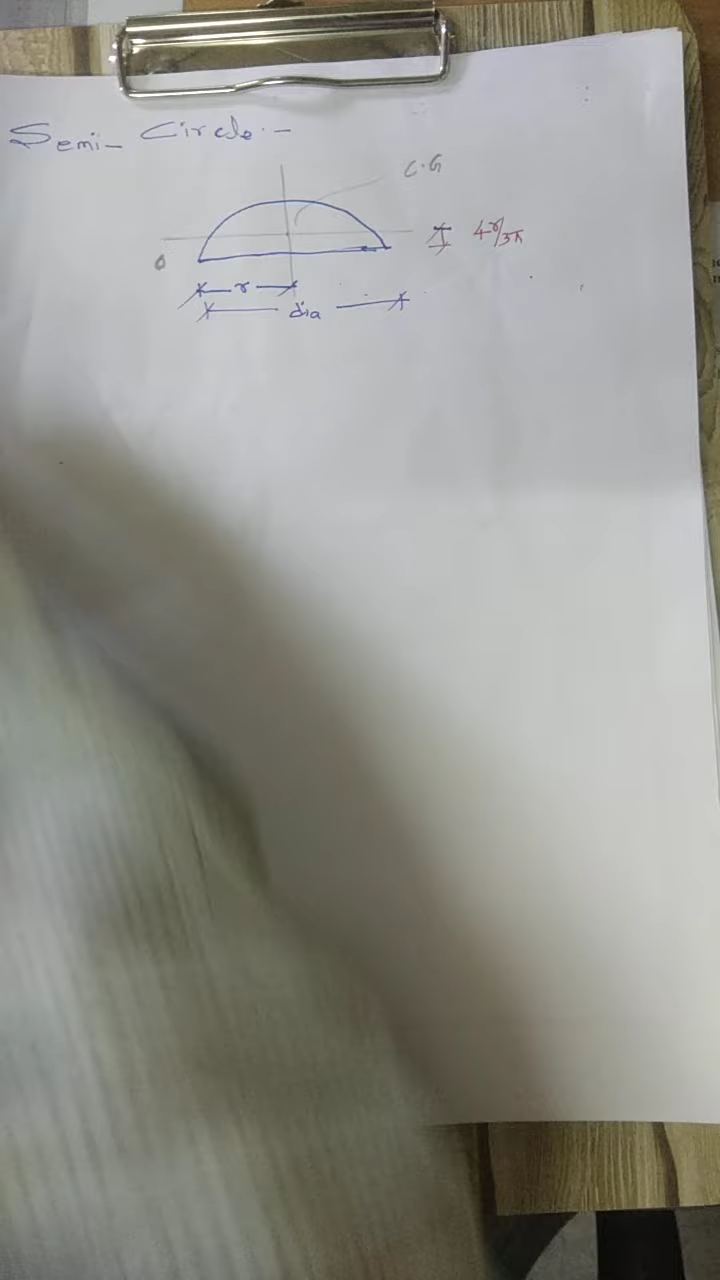 Semi- Circle:-
C.G
4r/3π
0
r
dia